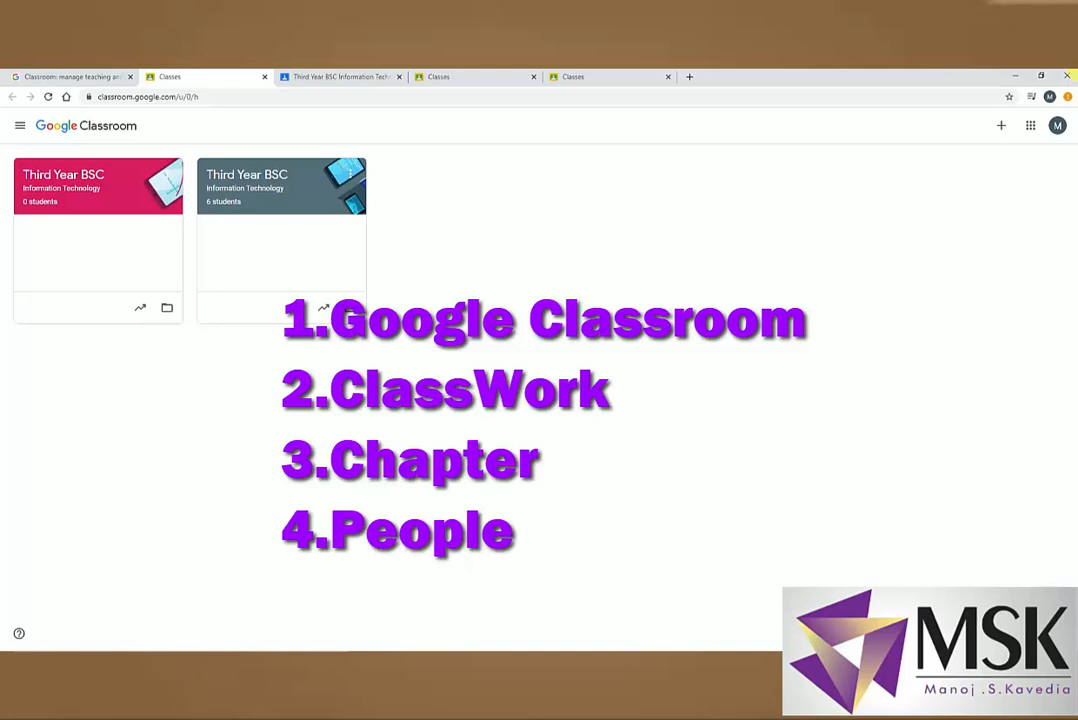 Classroom: manage teaching an
Classes
Third Year BSC Information Tech
Classes
Classes
classroom.google.com/u/0/h
M
Google Classroom
M
Third Year BSC
Information Technology
0 students
Third Year BSC
Information Technology
6 students
1.Google Classroom
2.ClassWork
3.Chapter
4.People
MSK
Manoj .S.Kavedia